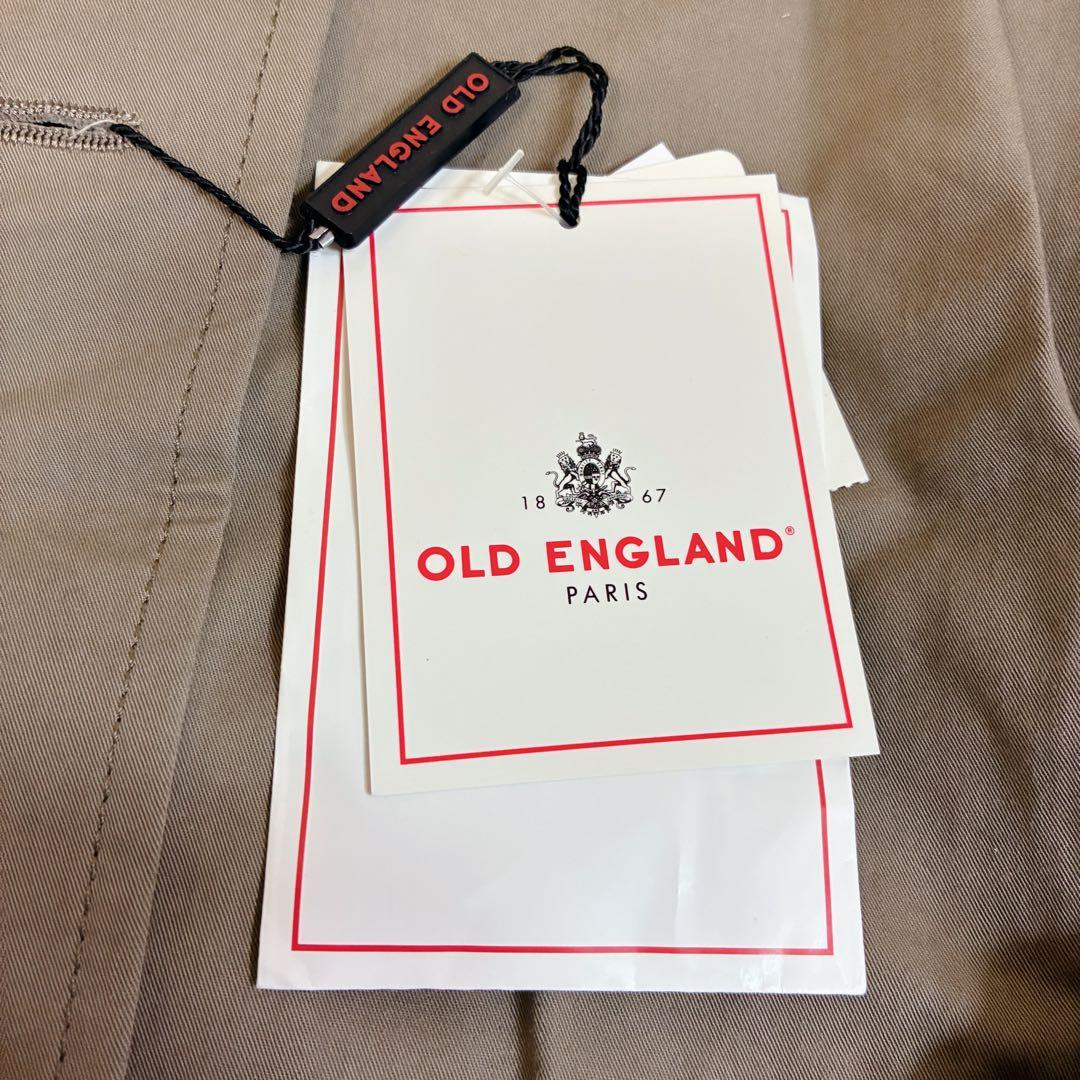 OLD ENGLAND
18 67
OLD ENGLAND®
PARIS